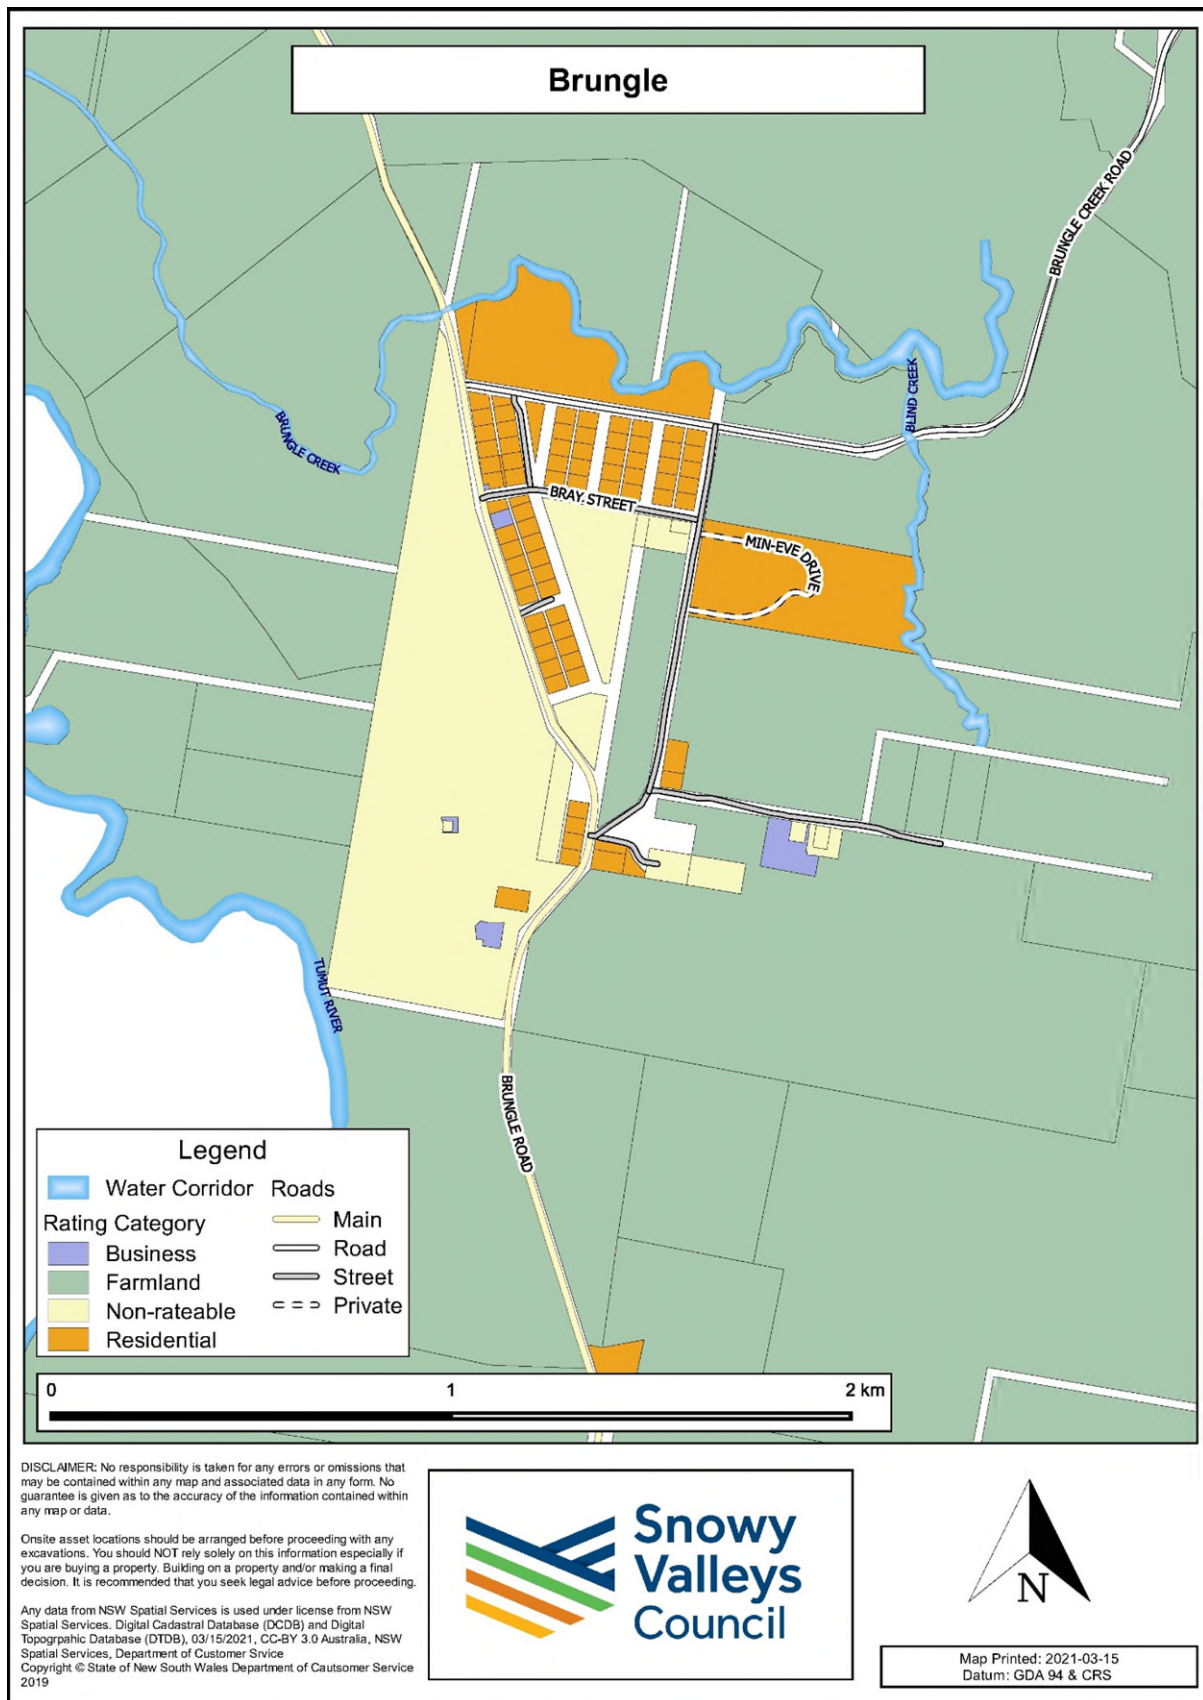 Brungle
BRUNGLE CREEK ROAD
BLIND CREEK
BRUNGLE CREEK
BRAY STREET
MIN-EVE DRIVE
TUMUT RIVER
BRUNGLE ROAD
Legend
Water Corridor
Rating Category
Business
Farmland
Non-rateable
Residential
Roads
Main
Road
Street
Private
0 1 2 km
DISCLAIMER: No responsibility is taken for any errors or omissions that
may be contained within any map and associated data in any form. No
guarantee is given as to the accuracy of the information contained within
any map or data.
Onsite asset locations should be arranged before proceeding with any
excavations. You should NOT rely solely on this information especially if
you are buying a property. Building on a property and/or making a final
decision. It is recommended that you seek legal advice before proceeding.
Any data from NSW Spatial Services is used under license from NSW
Spatial Services. Digital Cadastral Database (DCDB) and Digital
Topogrpahic Database (DTDB), 03/15/2021, CC-BY 3.0 Australia, NSW
Spatial Services, Department of Customer Srvice
Copyright © State of New South Wales Department of Cautsomer Service
2019
Snowy
Valleys
Council
N
Map Printed: 2021-03-15
Datum: GDA 94 & CRS